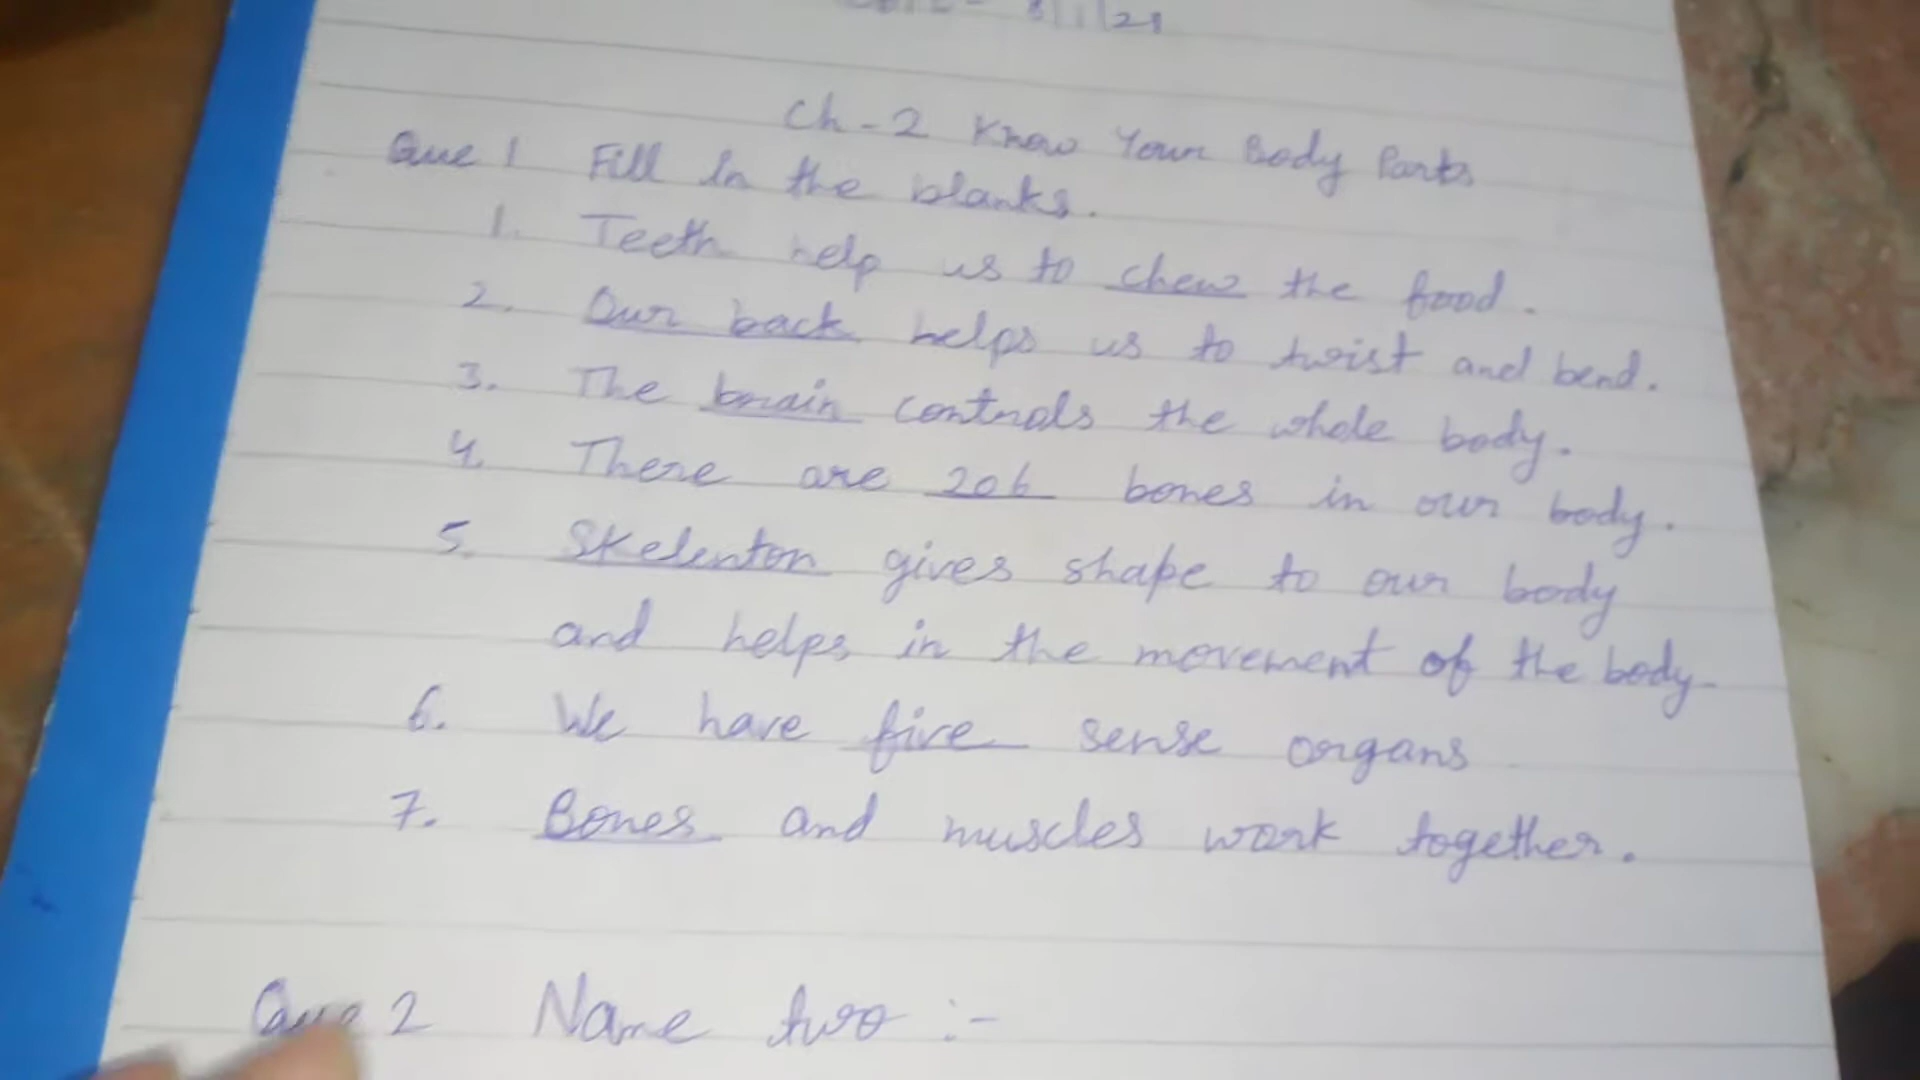 /1/21
Ch-2 Know Your Body Parts
Que 1 Fill in the blanks.
1. Teeth help us to chew the food.
2. Our back helps us to twist and bend.
3. The brain controls the whole body.
4. There are 206 bones in our body.
5. Skelenton gives shape to our body
and helps in the movement of the body.
6. We have five sense organs
7. Bones and muscles work together.
Que 2 Name two :-